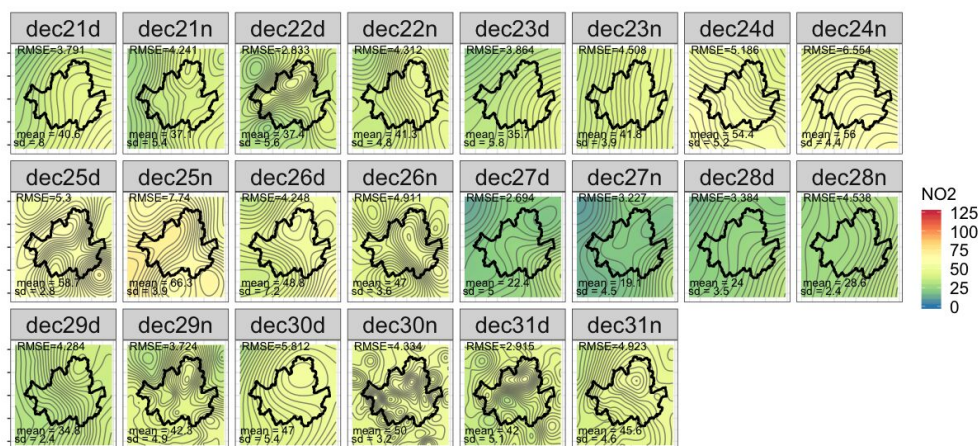 dec21d dec21n dec22d dec22n dec23d dec23n dec24d dec24n
RMSE=3.791 RMSE=4.241 RMSE=2.833 RMSE=4.312 RMSE=3.864 RMSE=4.508 RMSE=5.186 RMSE=6.554
mean = 40.6 mean = 37.1 mean = 37.4 mean = 41.3 mean = 35.7 mean = 41.8 mean = 54.4 mean = 56
sd = 8 sd = 5.4 sd = 5.6 sd = 4.8 sd = 5.8 sd = 3.9 sd = 5.2 sd = 4.4
dec25d dec25n dec26d dec26n dec27d dec27n dec28d dec28n
RMSE=5.3 RMSE=7.74 RMSE=4.248 RMSE=4.911 RMSE=2.694 RMSE=3.227 RMSE=3.384 RMSE=4.538
mean = 58.7 mean = 66.3 mean = 48.8 mean = 47 mean = 22.4 mean = 19.1 mean = 24 mean = 28.6
sd = 2.8 sd = 3.9 sd = 7.2 sd = 3.6 sd = 5 sd = 4.5 sd = 3.5 sd = 2.4
NO2
125
100
75
50
25
0
dec29d dec29n dec30d dec30n dec31d dec31n
RMSE=4.284 RMSE=3.724 RMSE=5.812 RMSE=4.334 RMSE=2.915 RMSE=4.923
mean = 34.8 mean = 42.3 mean = 47 mean = 50 mean = 42 mean = 45.6
sd = 2.4 sd = 4.9 sd = 5.4 sd = 3.2 sd = 5.1 sd = 4.6